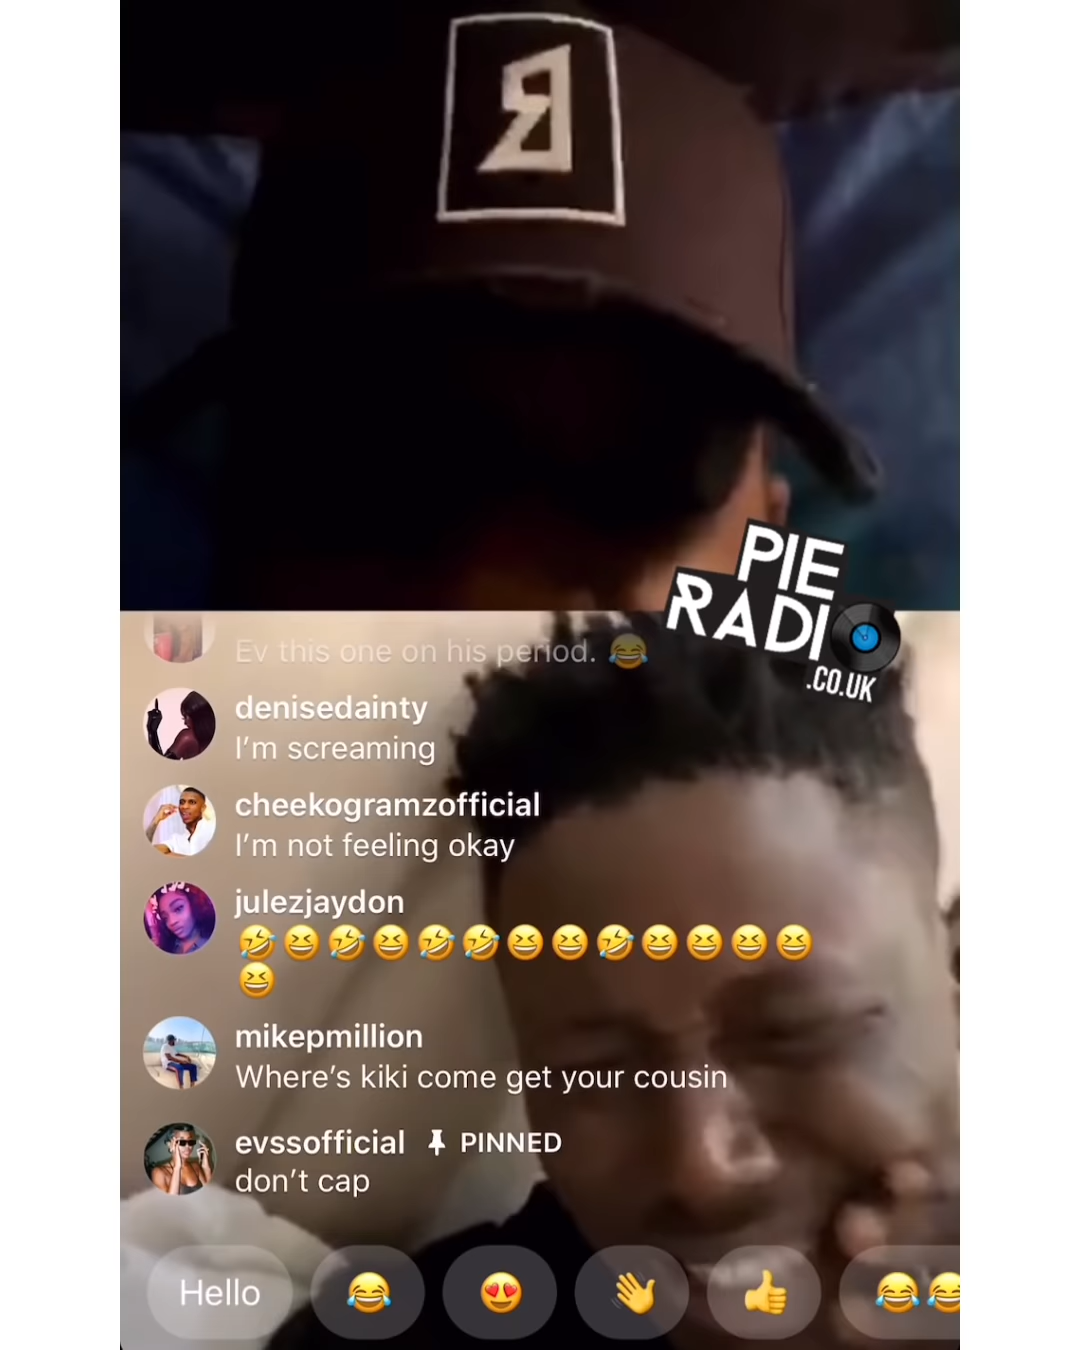 R
PIE
RADIO
.CO.UK
Ev this one on his period. 😂
denisedainty
I'm screaming
cheekogramzofficial
I'm not feeling okay
julezjaydon
🤣😆🤣😆🤣🤣😆😆🤣😆😆😆😆
😆
mikepmillion
Where's kiki come get your cousin
evssofficial 📌 PINNED
don't cap
Hello 😂 😍 👋 👍 😂😂